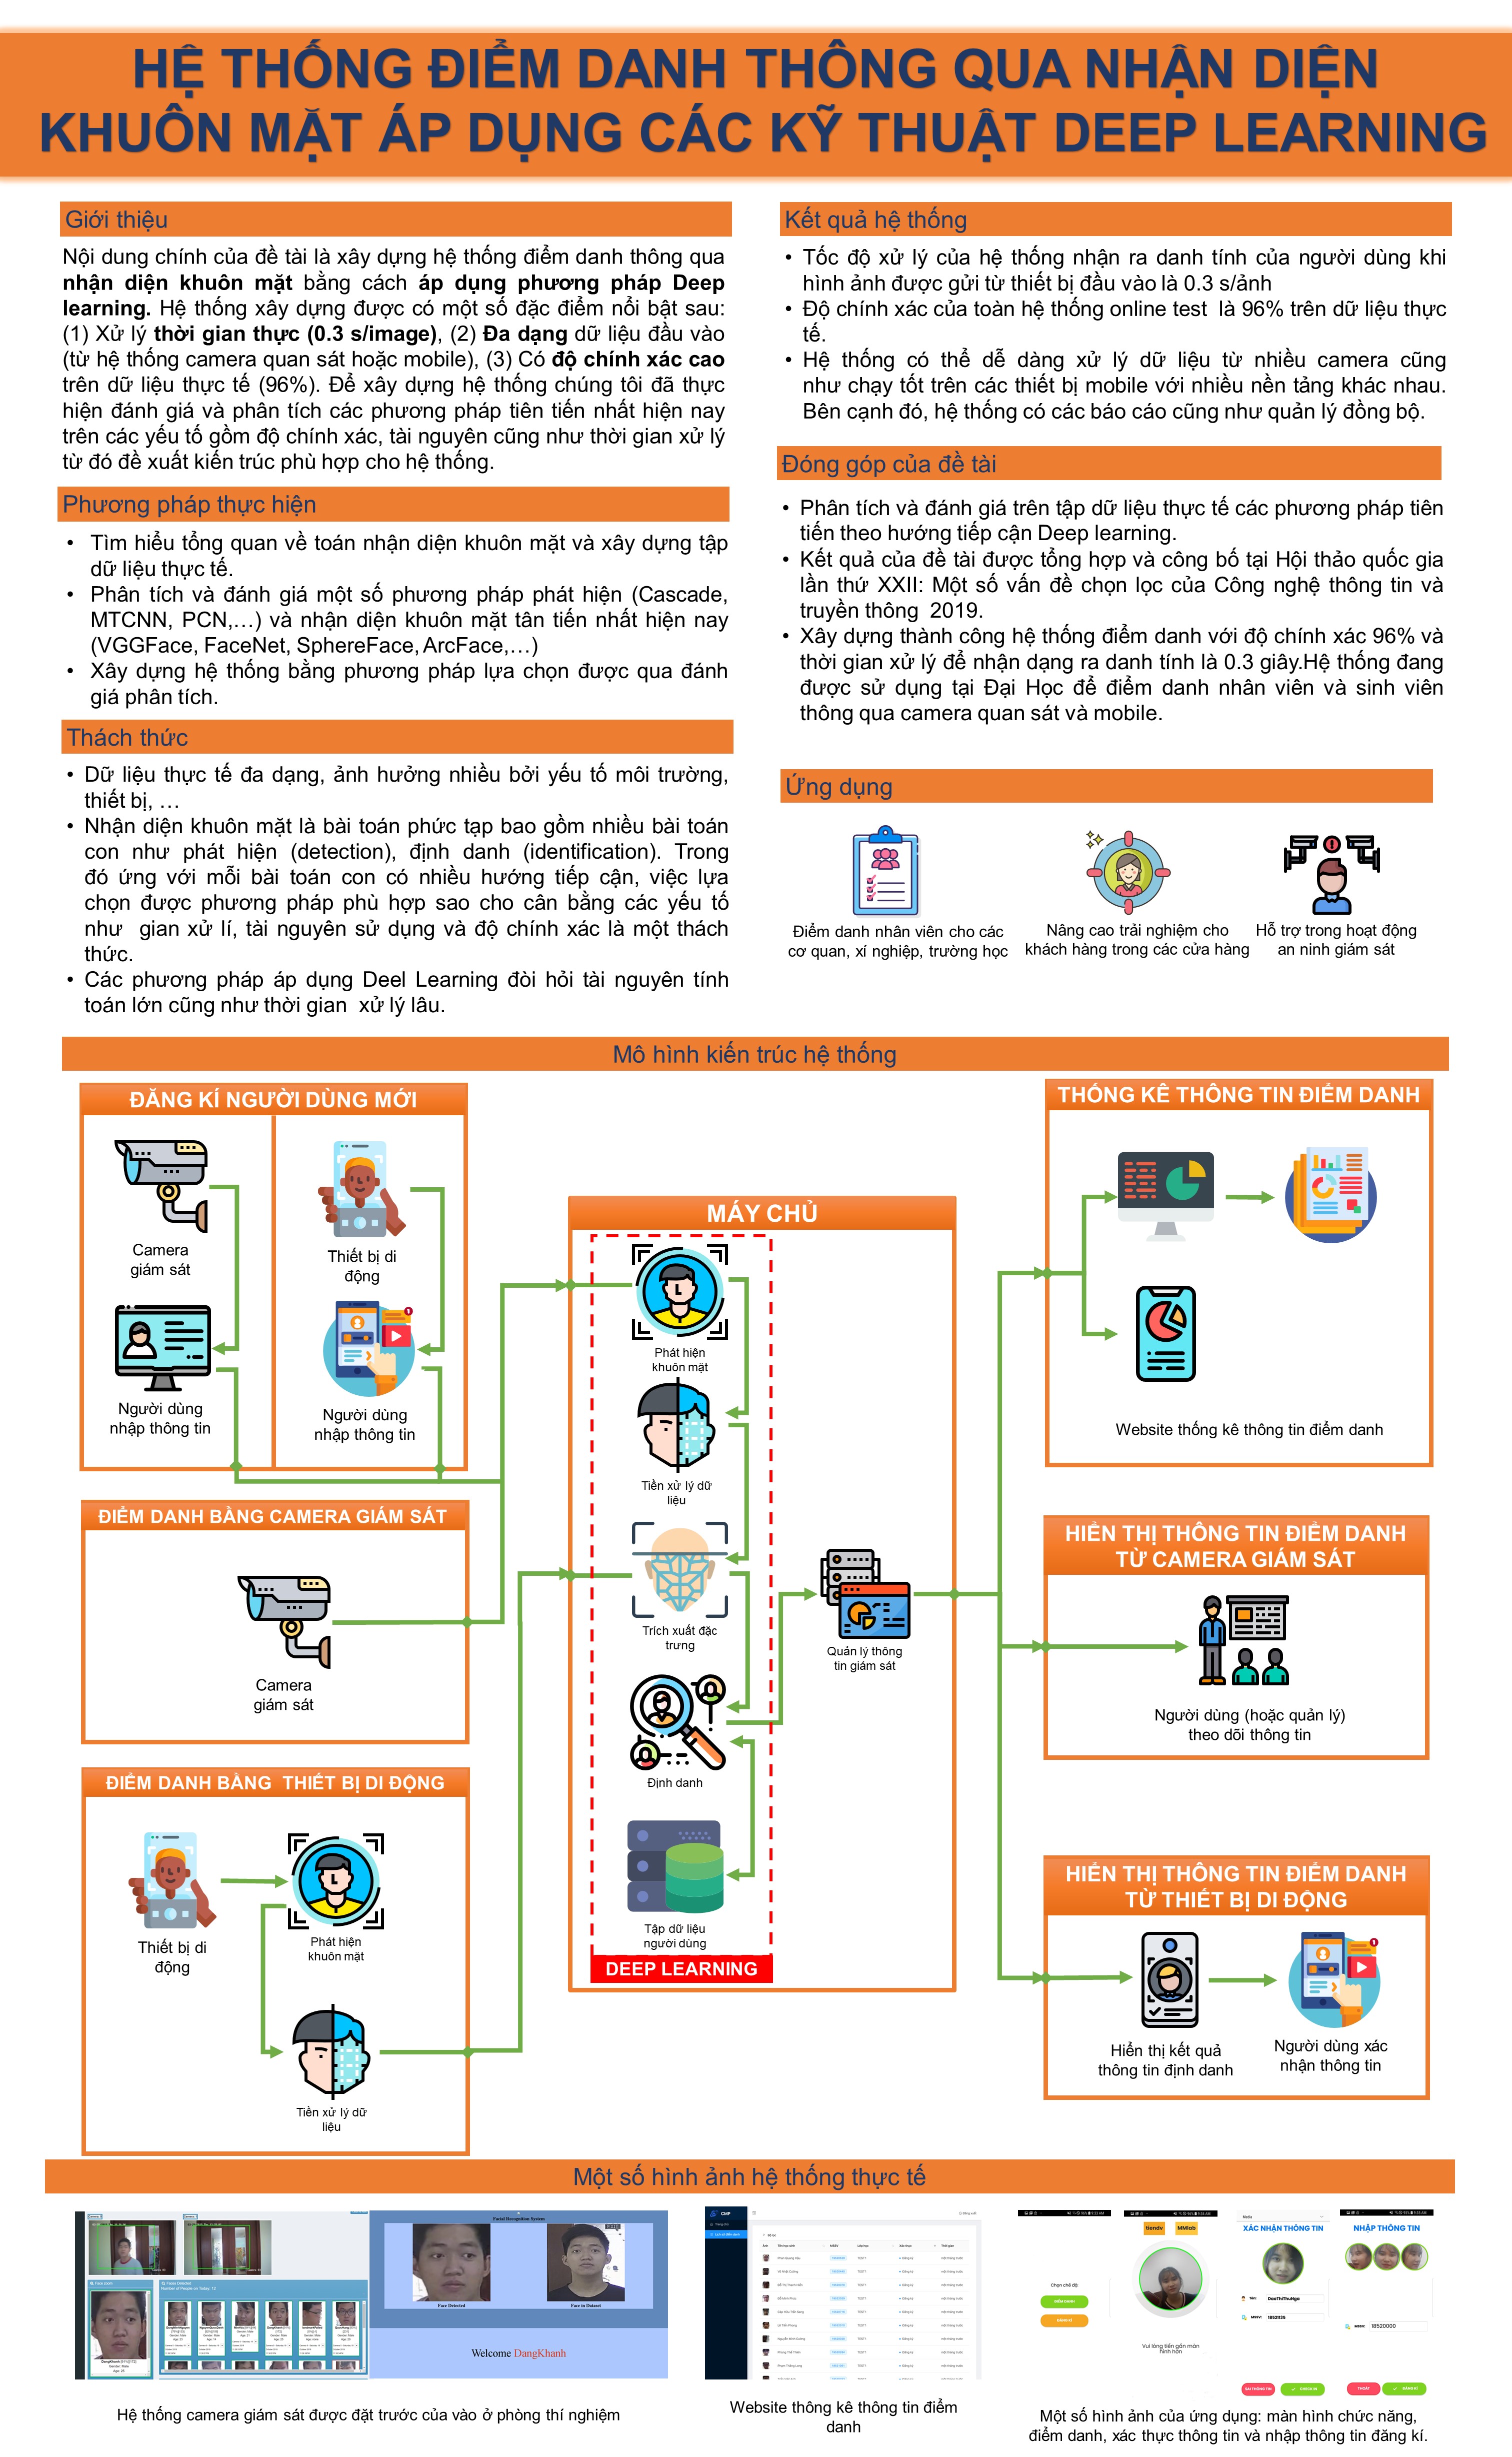 HỆ THỐNG ĐIỂM DANH THÔNG QUA NHẬN DIỆN
KHUÔN MẶT ÁP DỤNG CÁC KỸ THUẬT DEEP LEARNING
Giới thiệu
Nội dung chính của đề tài là xây dựng hệ thống điểm danh thông qua
nhận diện khuôn mặt bằng cách áp dụng phương pháp Deep
learning. Hệ thống xây dựng được có một số đặc điểm nổi bật sau:
(1) Xử lý thời gian thực (0.3 s/image), (2) Đa dạng dữ liệu đầu vào
(từ hệ thống camera quan sát hoặc mobile), (3) Có độ chính xác cao
trên dữ liệu thực tế (96%). Để xây dựng hệ thống chúng tôi đã thực
hiện đánh giá và phân tích các phương pháp tiên tiến nhất hiện nay
trên các yếu tố gồm độ chính xác, tài nguyên cũng như thời gian xử lý
từ đó đề xuất kiến trúc phù hợp cho hệ thống.
Phương pháp thực hiện
• Tìm hiểu tổng quan về toán nhận diện khuôn mặt và xây dựng tập
dữ liệu thực tế.
• Phân tích và đánh giá một số phương pháp phát hiện (Cascade,
MTCNN, PCN,…) và nhận diện khuôn mặt tân tiến nhất hiện nay
(VGGFace, FaceNet, SphereFace, ArcFace,…)
• Xây dựng hệ thống bằng phương pháp lựa chọn được qua đánh
giá phân tích.
Thách thức
• Dữ liệu thực tế đa dạng, ảnh hưởng nhiều bởi yếu tố môi trường,
thiết bị, …
• Nhận diện khuôn mặt là bài toán phức tạp bao gồm nhiều bài toán
con như phát hiện (detection), định danh (identification). Trong
đó ứng với mỗi bài toán con có nhiều hướng tiếp cận, việc lựa
chọn được phương pháp phù hợp sao cho cân bằng các yếu tố
như gian xử lí, tài nguyên sử dụng và độ chính xác là một thách
thức.
• Các phương pháp áp dụng Deel Learning đòi hỏi tài nguyên tính
toán lớn cũng như thời gian xử lý lâu.
Kết quả hệ thống
• Tốc độ xử lý của hệ thống nhận ra danh tính của người dùng khi
hình ảnh được gửi từ thiết bị đầu vào là 0.3 s/ảnh
• Độ chính xác của toàn hệ thống online test là 96% trên dữ liệu thực
tế.
• Hệ thống có thể dễ dàng xử lý dữ liệu từ nhiều camera cũng
như chạy tốt trên các thiết bị mobile với nhiều nền tảng khác nhau.
Bên cạnh đó, hệ thống có các báo cáo cũng như quản lý đồng bộ.
Đóng góp của đề tài
• Phân tích và đánh giá trên tập dữ liệu thực tế các phương pháp tiên
tiến theo hướng tiếp cận Deep learning.
• Kết quả của đề tài được tổng hợp và công bố tại Hội thảo quốc gia
lần thứ XXII: Một số vấn đề chọn lọc của Công nghệ thông tin và
truyền thông 2019.
• Xây dựng thành công hệ thống điểm danh với độ chính xác 96% và
thời gian xử lý để nhận dạng ra danh tính là 0.3 giây.Hệ thống đang
được sử dụng tại Đại Học để điểm danh nhân viên và sinh viên
thông qua camera quan sát và mobile.
Ứng dụng
Điểm danh nhân viên cho các
cơ quan, xí nghiệp, trường học
Nâng cao trải nghiệm cho
khách hàng trong các cửa hàng
Hỗ trợ trong hoạt động
an ninh giám sát
Mô hình kiến trúc hệ thống
ĐĂNG KÍ NGƯỜI DÙNG MỚI
Camera
giám sát
Thiết bị di
động
Người dùng
nhập thông tin
Người dùng
nhập thông tin
ĐIỂM DANH BẰNG CAMERA GIÁM SÁT
Camera
giám sát
ĐIỂM DANH BẰNG THIẾT BỊ DI ĐỘNG
Thiết bị di
động
Phát hiện
khuôn mặt
Tiền xử lý dữ
liệu
MÁY CHỦ
Phát hiện
khuôn mặt
Tiền xử lý dữ
liệu
Trích xuất đặc
trưng
Định danh
Tập dữ liệu
người dùng
DEEP LEARNING
Quản lý thông
tin giám sát
THỐNG KÊ THÔNG TIN ĐIỂM DANH
Website thống kê thông tin điểm danh
HIỂN THỊ THÔNG TIN ĐIỂM DANH
TỪ CAMERA GIÁM SÁT
Người dùng (hoặc quản lý)
theo dõi thông tin
HIỂN THỊ THÔNG TIN ĐIỂM DANH
TỪ THIẾT BỊ DI ĐỘNG
Hiển thị kết quả
thông tin định danh
Người dùng xác
nhận thông tin
Một số hình ảnh hệ thống thực tế
Facial Recognition System
Face Detected
Face in Dataset
Welcome DangKhanh
Number of People on Today: 12
CMP
Chọn chế độ:
ĐIỂM DANH
ĐĂNG KÍ
tiendv
MMlab
Vui lòng tiến gần màn
hình hơn
XÁC NHẬN THÔNG TIN
DaoThiThuNga
CHECK IN
NHẬP THÔNG TIN
MSSV:
18520000
THOÁT
ĐĂNG KÍ
Hệ thống camera giám sát được đặt trước của vào ở phòng thí nghiệm
Website thông kê thông tin điểm
danh
Một số hình ảnh của ứng dụng: màn hình chức năng,
điểm danh, xác thực thông tin và nhập thông tin đăng kí.